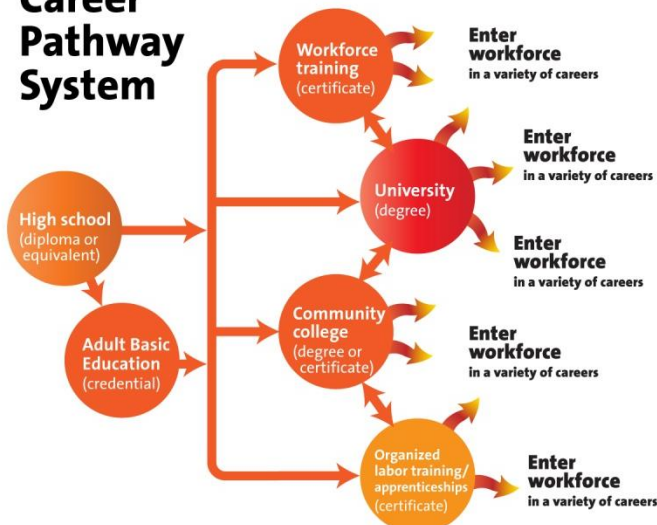 Career
Pathway
System
High school
(diploma or
equivalent)
Adult Basic
Education
(credential)
Workforce
training
(certificate)
University
(degree)
Community
college
(degree or
certificate)
Organized
labor training/
apprenticeships
(certificate)
Enter
workforce
in a variety of careers
Enter
workforce
in a variety of careers
Enter
workforce
in a variety of careers
Enter
workforce
in a variety of careers
Enter
workforce
in a variety of careers